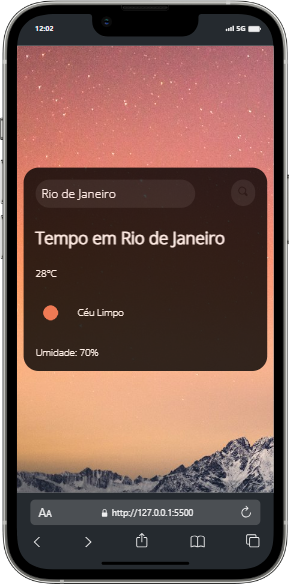 12:02
5G
Rio de Janeiro
Tempo em Rio de Janeiro
28°C
Céu Limpo
Umidade: 70%
AA
http://127.0.0.1:5500